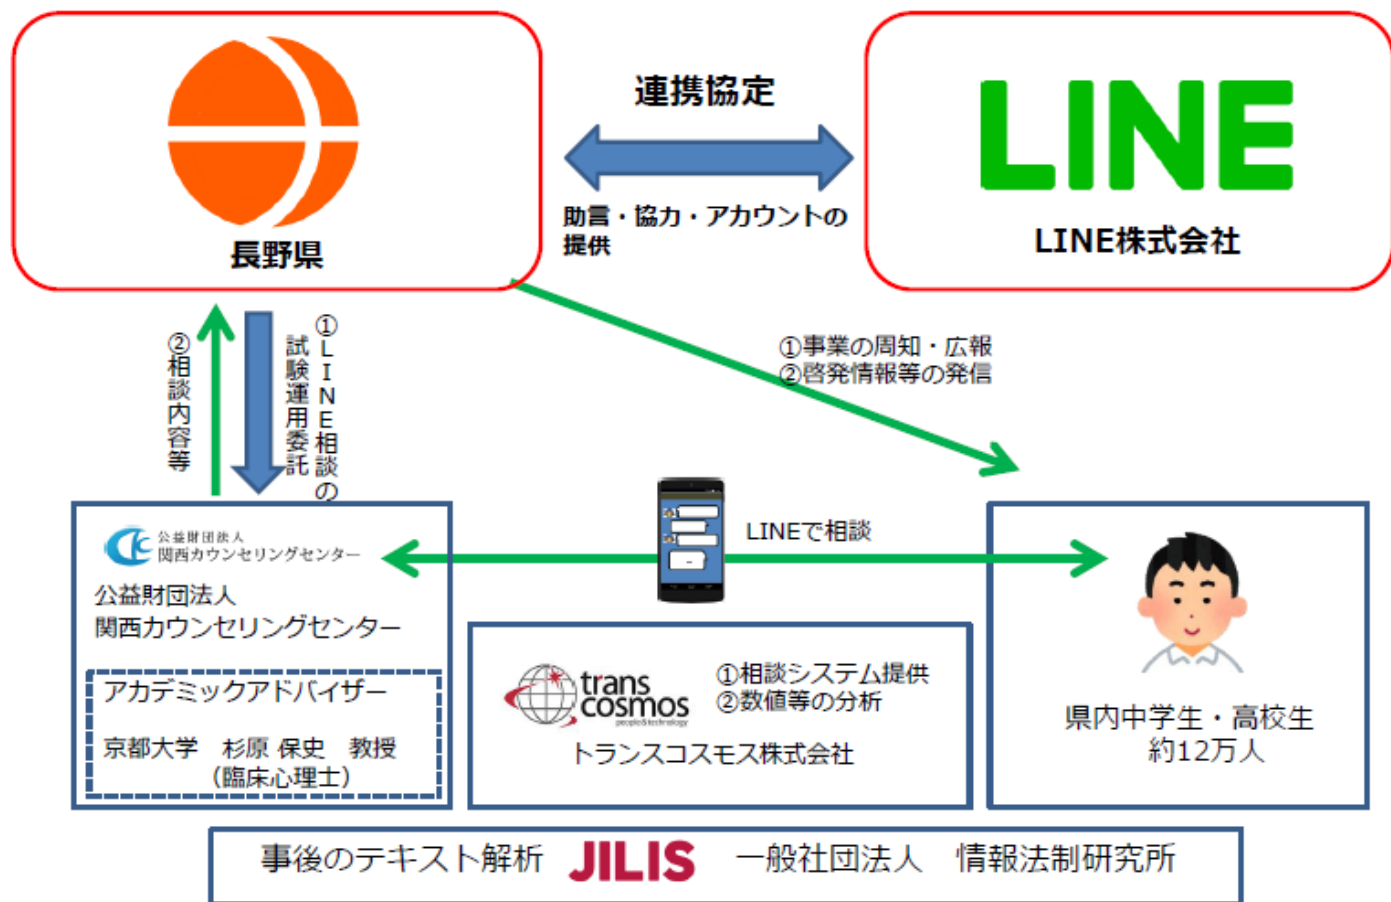 連携協定
LINE
助言・協力・アカウントの
提供
長野県
LINE株式会社
①LINE相談の
試験運用委託
②相談内容等
①事業の周知・広報
②啓発情報等の発信
LINEで相談
公益財団法人
関西カウンセリングセンター
公益財団法人
関西カウンセリングセンター
アカデミックアドバイザー
京都大学　杉原 保史　教授
（臨床心理士）
trans
cosmos
people & technology
①相談システム提供
②数値等の分析
トランスコスモス株式会社
県内中学生・高校生
約12万人
事後のテキスト解析 JILIS 一般社団法人　情報法制研究所